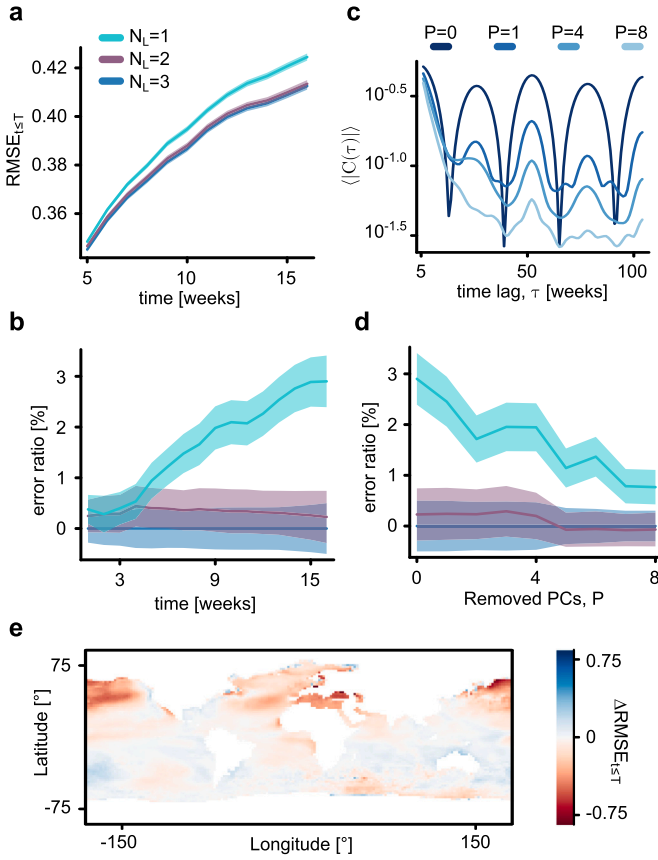 a
N_L=1
N_L=2
N_L=3
0.42
0.40
0.38
0.36
RMSE_t≤T
5
10
15
time [weeks]
c
P=0
P=1
P=4
P=8
10^-0.5
10^-1.0
10^-1.5
⟨|C(τ)|⟩
5
50
100
time lag, τ [weeks]
b
3
2
1
0
error ratio [%]
3
9
15
time [weeks]
d
3
2
1
0
error ratio [%]
0
4
8
Removed PCs, P
e
75
-75
Latitude [°]
-150
150
Longitude [°]
0.75
0
-0.75
ΔRMSE_t≤T